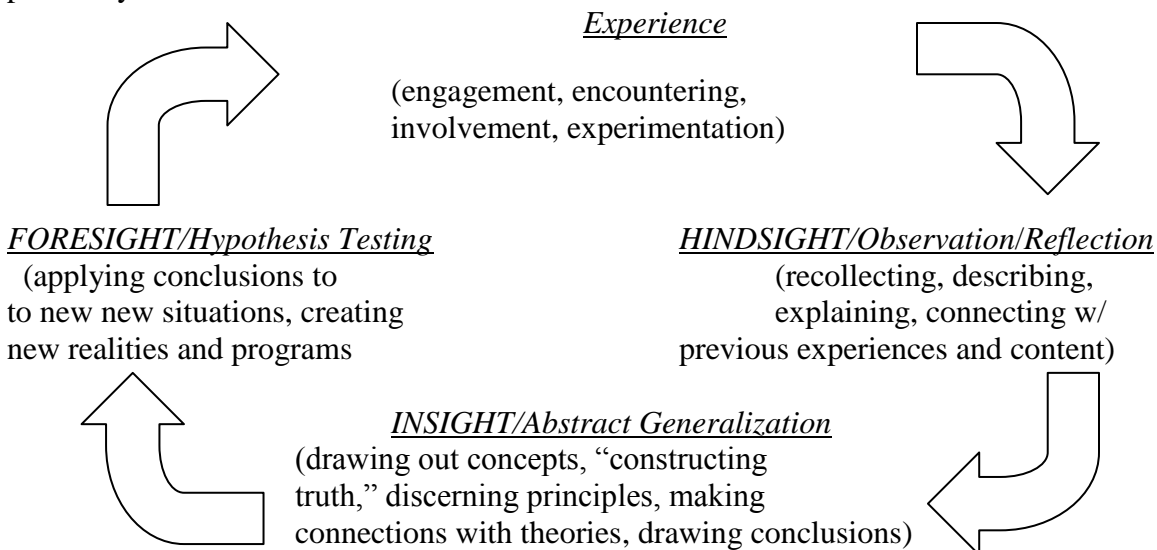 Experience
(engagement, encountering,
involvement, experimentation)
FORESIGHT/Hypothesis Testing
(applying conclusions to
to new new situations, creating
new realities and programs
HINDSIGHT/Observation/Reflection
(recollecting, describing,
explaining, connecting w/
previous experiences and content)
INSIGHT/Abstract Generalization
(drawing out concepts, “constructing
truth,” discerning principles, making
connections with theories, drawing conclusions)